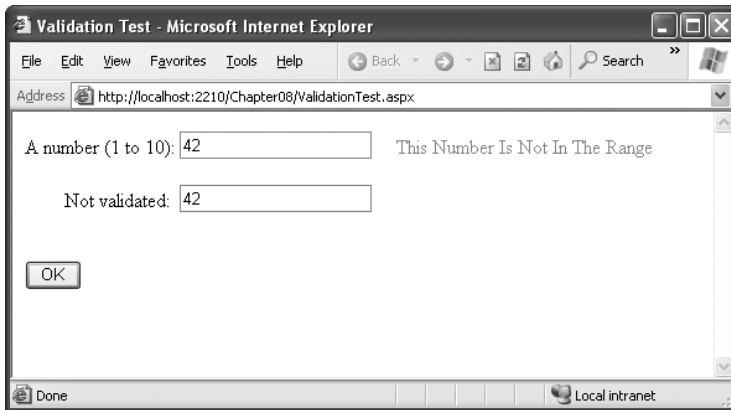 Validation Test - Microsoft Internet Explorer
File Edit View Favorites Tools Help Back Search »
Address http://localhost:2210/Chapter08/ValidationTest.aspx
A number (1 to 10): 42 This Number Is Not In The Range
Not validated: 42
OK
Done Local intranet